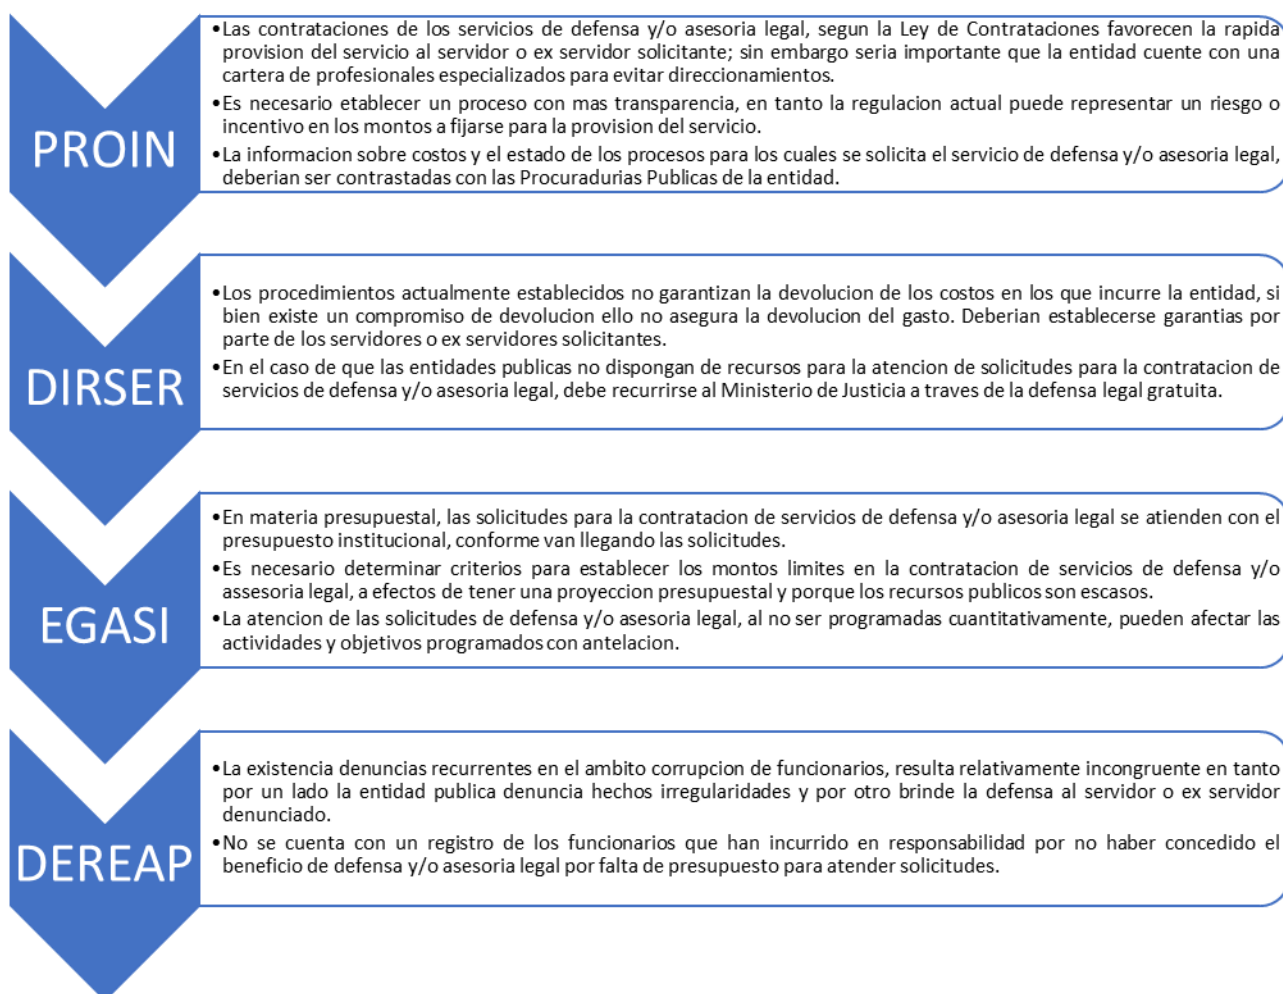 PROIN
•Las contrataciones de los servicios de defensa y/o asesoria legal, segun la Ley de Contrataciones favorecen la rapida
provision del servicio al servidor o ex servidor solicitante; sin embargo seria importante que la entidad cuente con una
cartera de profesionales especializados para evitar direccionamientos.
•Es necesario etablecer un proceso con mas transparencia, en tanto la regulacion actual puede representar un riesgo o
incentivo en los montos a fijarse para la provision del servicio.
•La informacion sobre costos y el estado de los procesos para los cuales se solicita el servicio de defensa y/o asesoria legal,
deberian ser contrastadas con las Procuradurias Publicas de la entidad.
DIRSER
•Los procedimientos actualmente establecidos no garantizan la devolucion de los costos en los que incurre la entidad, si
bien existe un compromiso de devolucion ello no asegura la devolucion del gasto. Deberian establecerse garantias por
parte de los servidores o ex servidores solicitantes.
•En el caso de que las entidades publicas no dispongan de recursos para la atencion de solicitudes para la contratacion de
servicios de defensa y/o asesoria legal, debe recurrirse al Ministerio de Justicia a traves de la defensa legal gratuita.
EGASI
•En materia presupuestal, las solicitudes para la contratacion de servicios de defensa y/o asesoria legal se atienden con el
presupuesto institucional, conforme van llegando las solicitudes.
•Es necesario determinar criterios para establecer los montos limites en la contratacion de servicios de defensa y/o
assesoria legal, a efectos de tener una proyeccion presupuestal y porque los recursos publicos son escasos.
•La atencion de las solicitudes de defensa y/o asesoria legal, al no ser programadas cuantitativamente, pueden afectar las
actividades y objetivos programados con antelacion.
DEREAP
•La existencia denuncias recurrentes en el ambito corrupcion de funcionarios, resulta relativamente incongruente en tanto
por un lado la entidad publica denuncia hechos irregularidades y por otro brinde la defensa al servidor o ex servidor
denunciado.
•No se cuenta con un registro de los funcionarios que han incurrido en responsabilidad por no haber concedido el
beneficio de defensa y/o asesoria legal por falta de presupuesto para atender solicitudes.